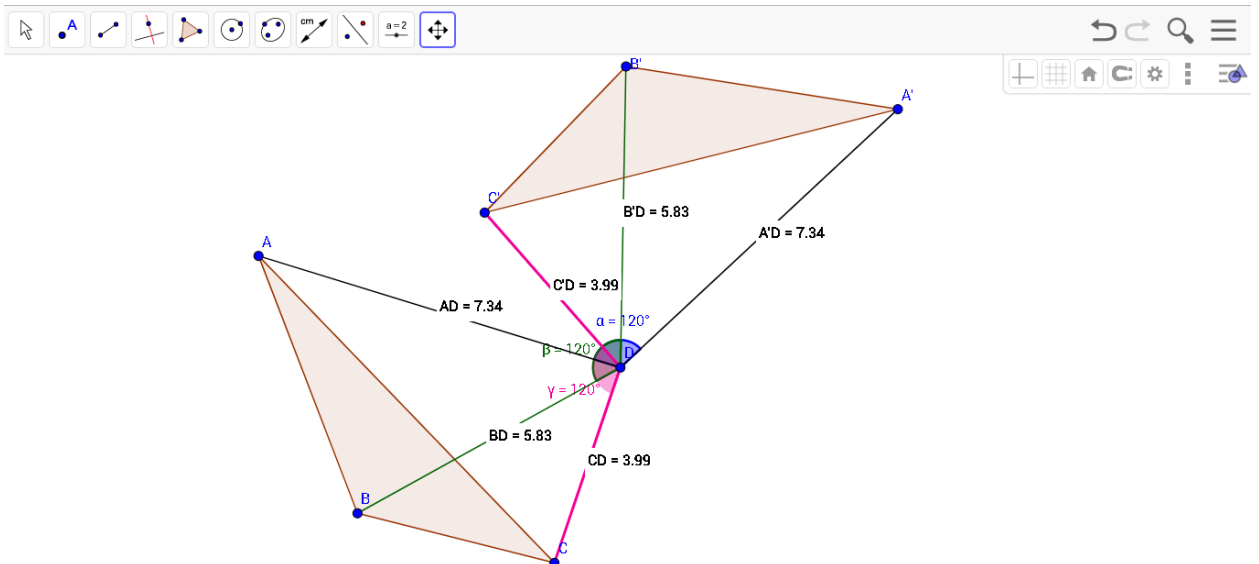 A
cm
a = 2
B'
A'
C'
B'D = 5.83
A'D = 7.34
A
C'D = 3.99
AD = 7.34
α = 120°
β = 120°
D
γ = 120°
BD = 5.83
CD = 3.99
B
C